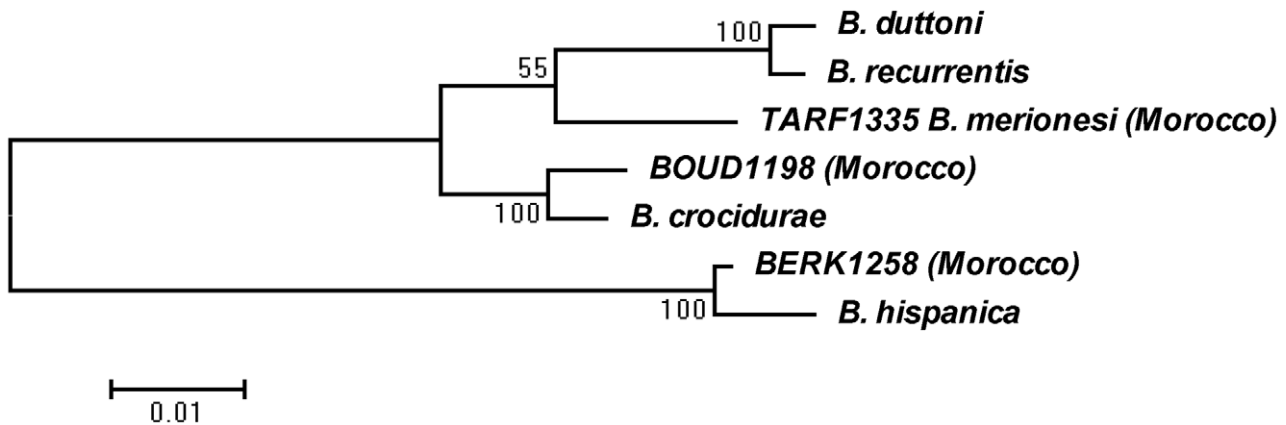 B. duttoni
100
B. recurrentis
55
TARF1335 B. merionesi (Morocco)
BOUD1198 (Morocco)
100
B. crocidurae
BERK1258 (Morocco)
100
B. hispanica
0.01